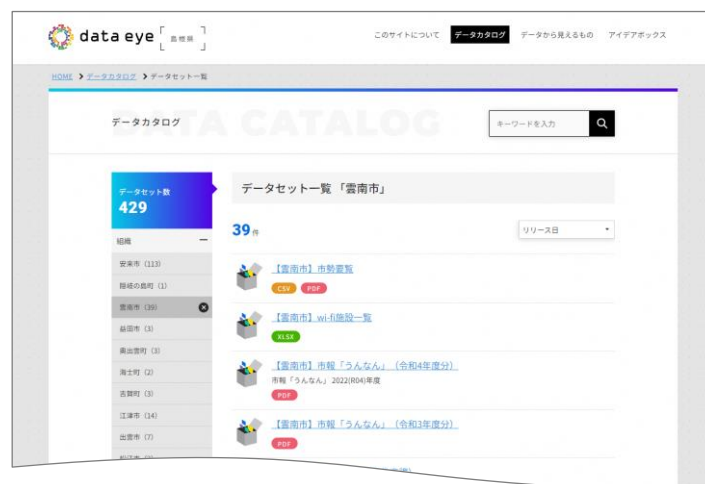 data eye [島根県]
このサイトについて データカタログ データから見えるもの アイデアボックス
HOME ❯ データカタログ ❯ データセット一覧
DATA CATALOG
データカタログ
キーワードを入力
データセット数
429
データセット一覧 「雲南市」
39件
リリース日
組織
安来市 (113)
隠岐の島町 (1)
雲南市 (39)
益田市 (3)
奥出雲町 (3)
海士町 (2)
吉賀町 (3)
江津市 (14)
出雲市 (7)
【雲南市】市勢要覧
CSV PDF
【雲南市】wi-fi施設一覧
XLSX
【雲南市】市報「うんなん」（令和4年度分）
市報「うんなん」 2022(R04)年度
PDF
【雲南市】市報「うんなん」（令和3年度分）
PDF